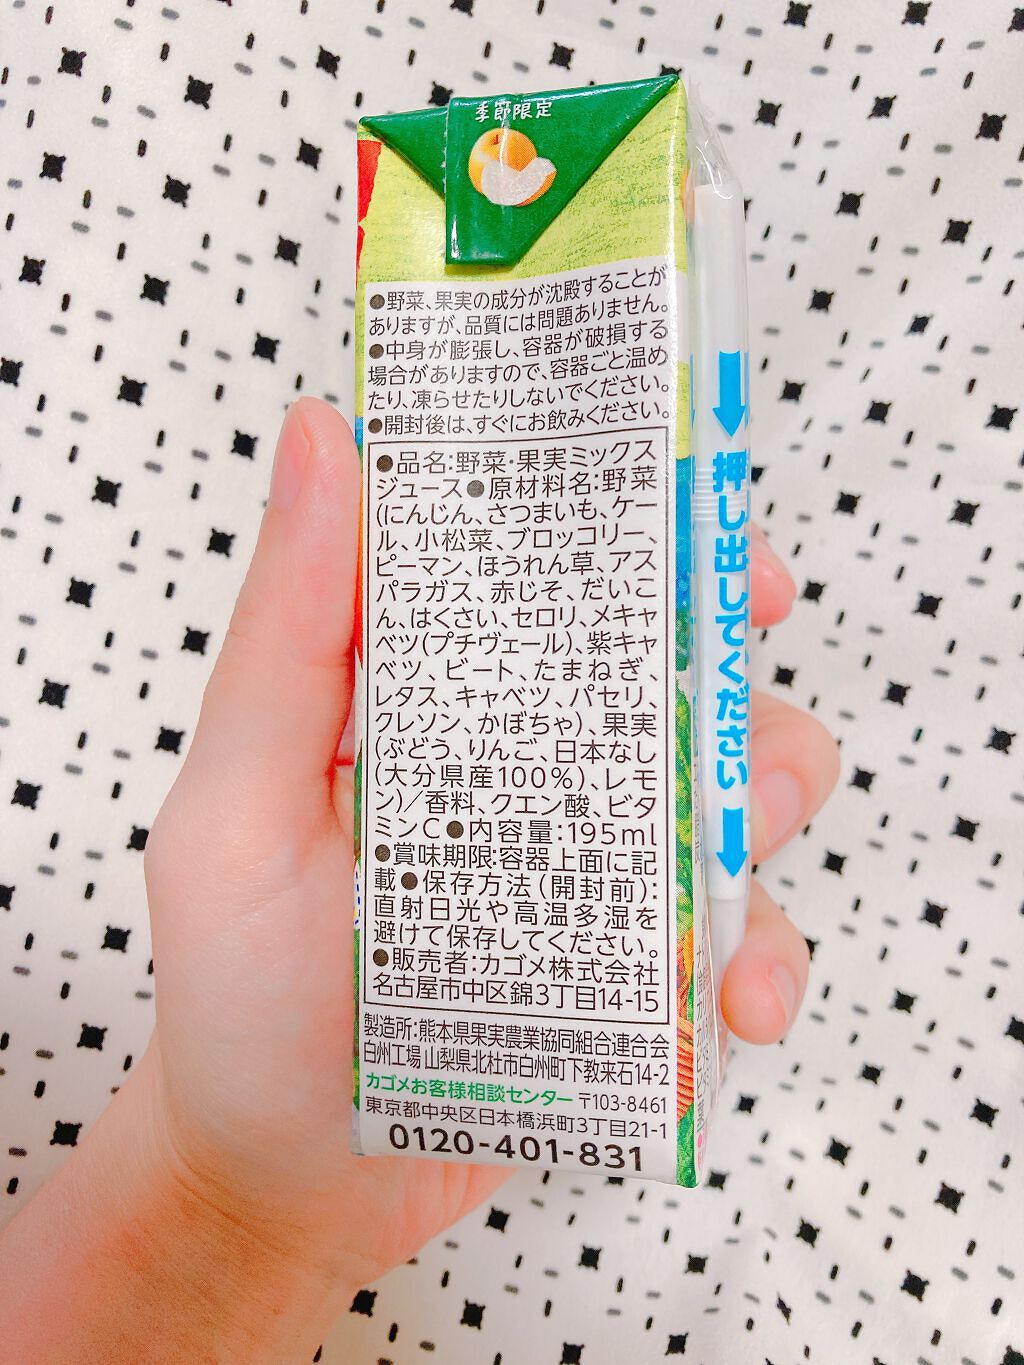 季節限定
●野菜、果実の成分が沈殿することが
ありますが、品質には問題ありません。
●中身が膨張し、容器が破損する
場合がありますので、容器ごと温め
たり、凍らせたりしないでください。
●開封後は、すぐにお飲みください。
●品名:野菜・果実ミックス
ジュース●原材料名:野菜
(にんじん、さつまいも、ケー
ル、小松菜、ブロッコリー、
ピーマン、ほうれん草、アス
パラガス、赤じそ、だいこ
ん、はくさい、セロリ、メキャ
ベツ(プチヴェール)、紫キャ
ベツ、ビート、たまねぎ、
レタス、キャベツ、パセリ、
クレソン、かぼちゃ)、果実
(ぶどう、りんご、日本なし
(大分県産100%)、レモ
ン)/香料、クエン酸、ビタ
ミンC●内容量:195ml
●賞味期限:容器上面に記
載●保存方法(開封前):
直射日光や高温多湿を
避けて保存してください。
●販売者:カゴメ株式会社
名古屋市中区錦3丁目14-15
製造所:熊本県果実農業協同組合連合会
白州工場 山梨県北杜市白州町下教来石14-2
カゴメお客様相談センター 〒103-8461
東京都中央区日本橋浜町3丁目21-1
0120-401-831
押し出してください